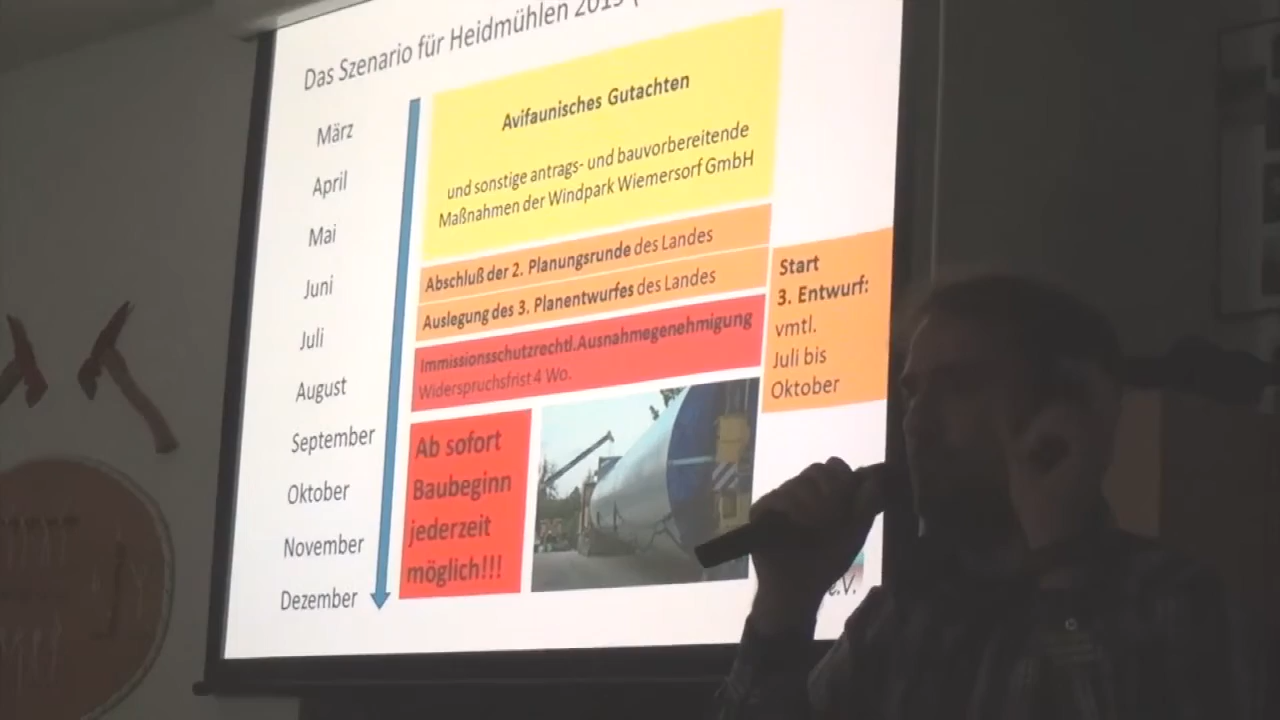 Das Szenario für Heidmühlen 2019 (
März
April
Mai
Juni
Juli
August
September
Oktober
November
Dezember
Avifaunisches Gutachten
und sonstige antrags- und bauvorbereitende
Maßnahmen der Windpark Wiemersorf GmbH
Abschluß der 2. Planungsrunde des Landes
Auslegung des 3. Planentwurfes des Landes
Immissionsschutzrechtl.Ausnahmegenehmigung
Widerspruchsfrist 4 Wo.
Start
3. Entwurf:
vmtl.
Juli bis
Oktober
Ab sofort
Baubeginn
jederzeit
möglich!!!
e.V.